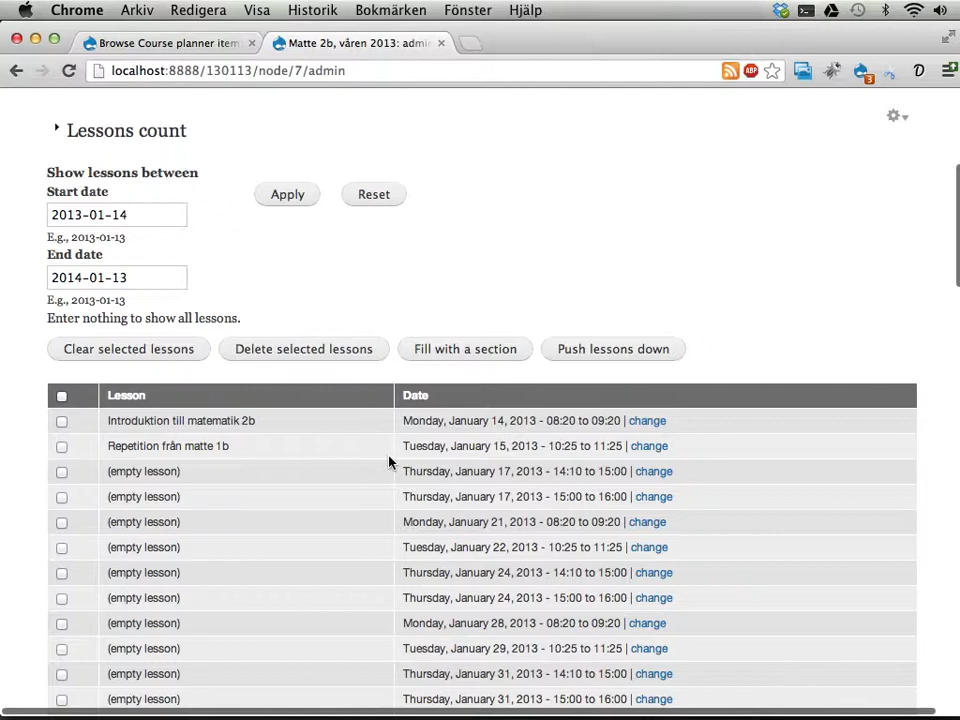 Chrome Arkiv Redigera Visa Historik Bokmärken Fönster Hjälp
Browse Course planner item Matte 2b, våren 2013: admi
localhost:8888/130113/node/7/admin
3
Lessons count
Show lessons between
Start date
Apply Reset
2013-01-14
E.g., 2013-01-13
End date
2014-01-13
E.g., 2013-01-13
Enter nothing to show all lessons.
Clear selected lessons Delete selected lessons Fill with a section Push lessons down
Lesson Date
Introduktion till matematik 2b Monday, January 14, 2013 - 08:20 to 09:20 | change
Repetition från matte 1b Tuesday, January 15, 2013 - 10:25 to 11:25 | change
(empty lesson) Thursday, January 17, 2013 - 14:10 to 15:00 | change
(empty lesson) Thursday, January 17, 2013 - 15:00 to 16:00 | change
(empty lesson) Monday, January 21, 2013 - 08:20 to 09:20 | change
(empty lesson) Tuesday, January 22, 2013 - 10:25 to 11:25 | change
(empty lesson) Thursday, January 24, 2013 - 14:10 to 15:00 | change
(empty lesson) Thursday, January 24, 2013 - 15:00 to 16:00 | change
(empty lesson) Monday, January 28, 2013 - 08:20 to 09:20 | change
(empty lesson) Tuesday, January 29, 2013 - 10:25 to 11:25 | change
(empty lesson) Thursday, January 31, 2013 - 14:10 to 15:00 | change
(empty lesson) Thursday, January 31, 2013 - 15:00 to 16:00 | change